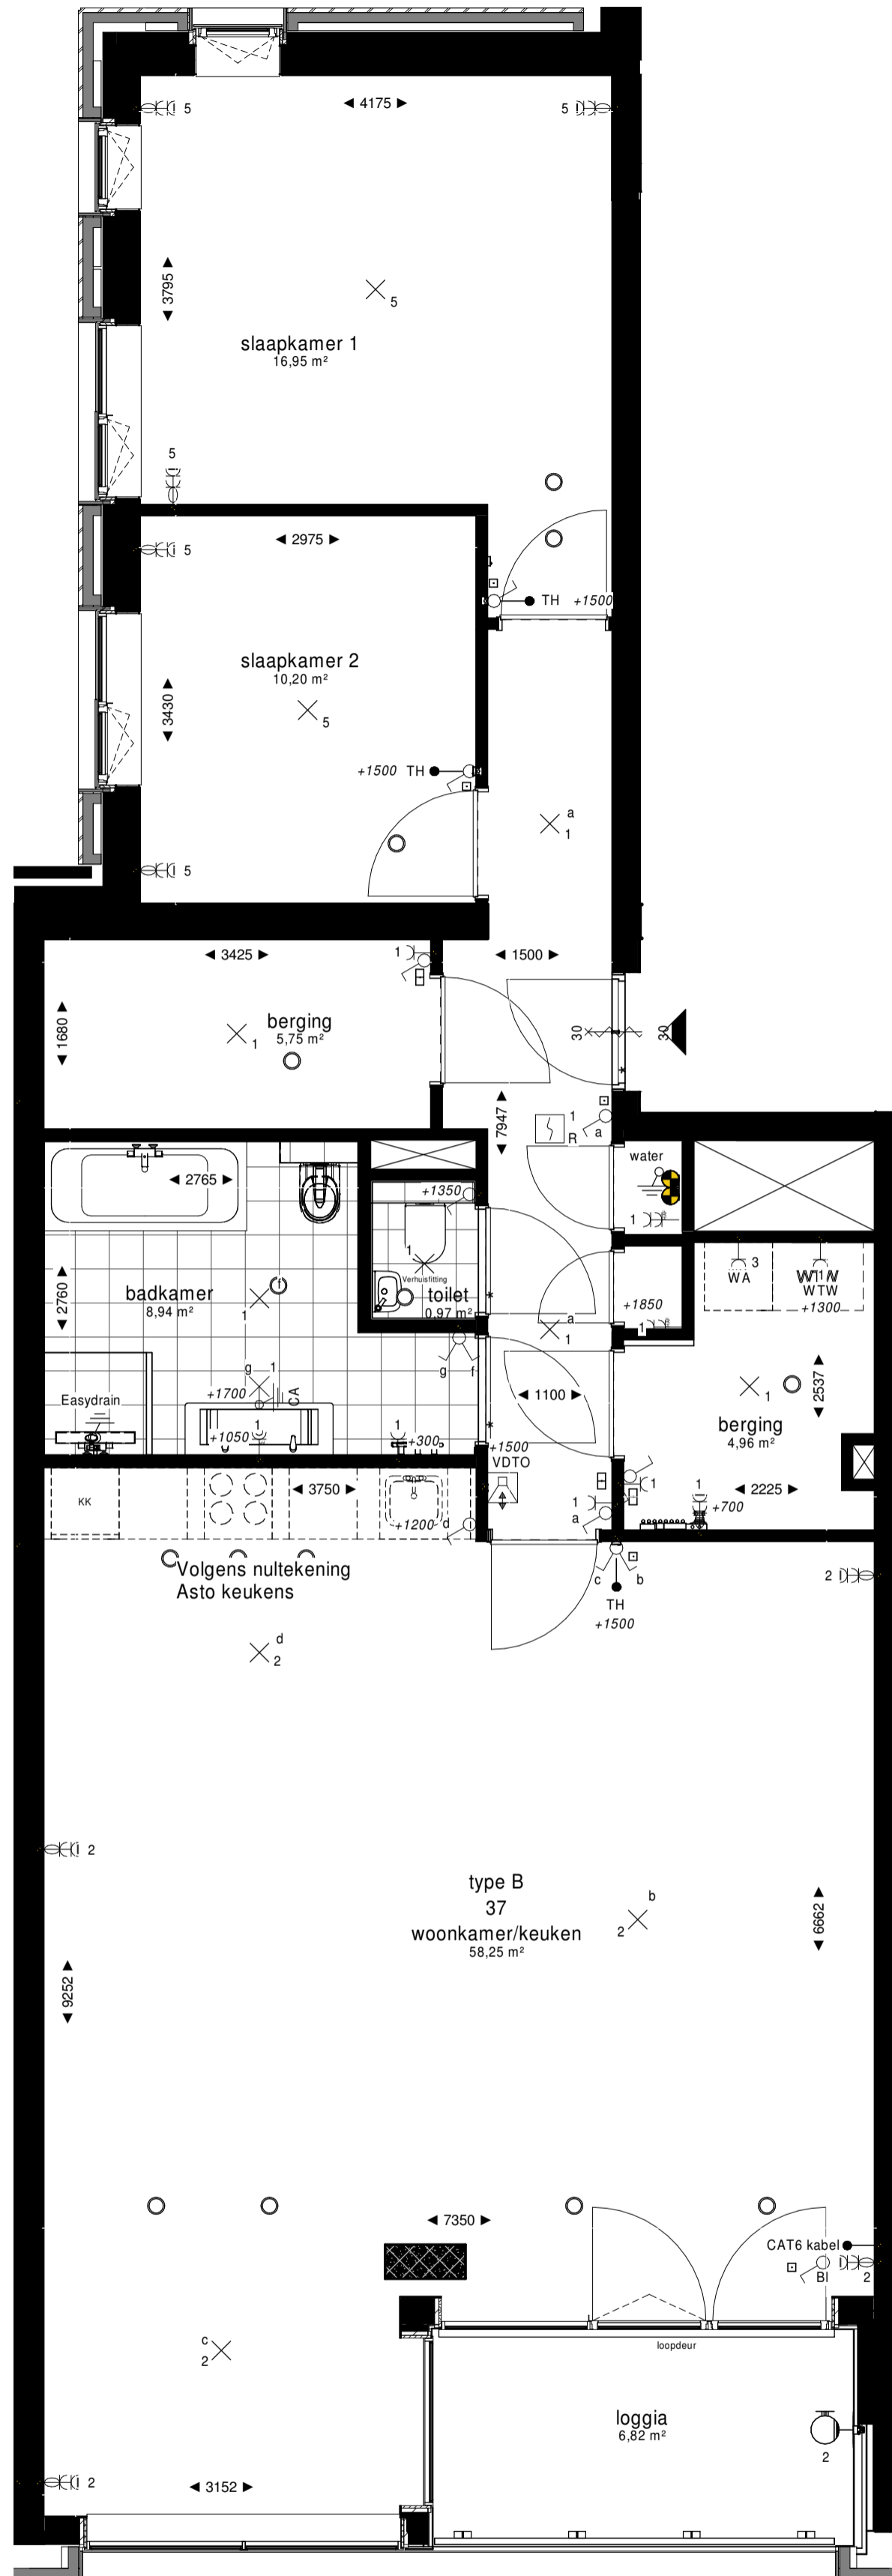 5
4175
5
3795
5
slaapkamer 1
16,95 m²
5
2975
5
TH +1500
slaapkamer 2
10,20 m²
3430
5
+1500 TH
a
1
5
3425
1
1500
1680
berging
5,75 m²
1
30
30
*
7947
1
R
a
water
1
2765
+1350
badkamer
8,94 m²
2760
1
f
1
Verhuisfitting
toilet
0,97 m²
*
a
1
+1850
1
WA
3
1
WTW
+1300
g
1
+1700
CA
Easydrain
+1050
1
1
+300
g
f
*
1100
+1500
VDTO
1
berging
4,96 m²
2537
2225
1
1
+700
KK
3750
+1200
d
1
a
c
b
TH
+1500
2
Volgens nultekening
Asto keukens
d
2
2
type B
37
woonkamer/keuken
58,25 m²
b
2
6662
9252
7350
CAT6 kabel
BI
2
loopdeur
c
2
loggia
6,82 m²
2
2
3152